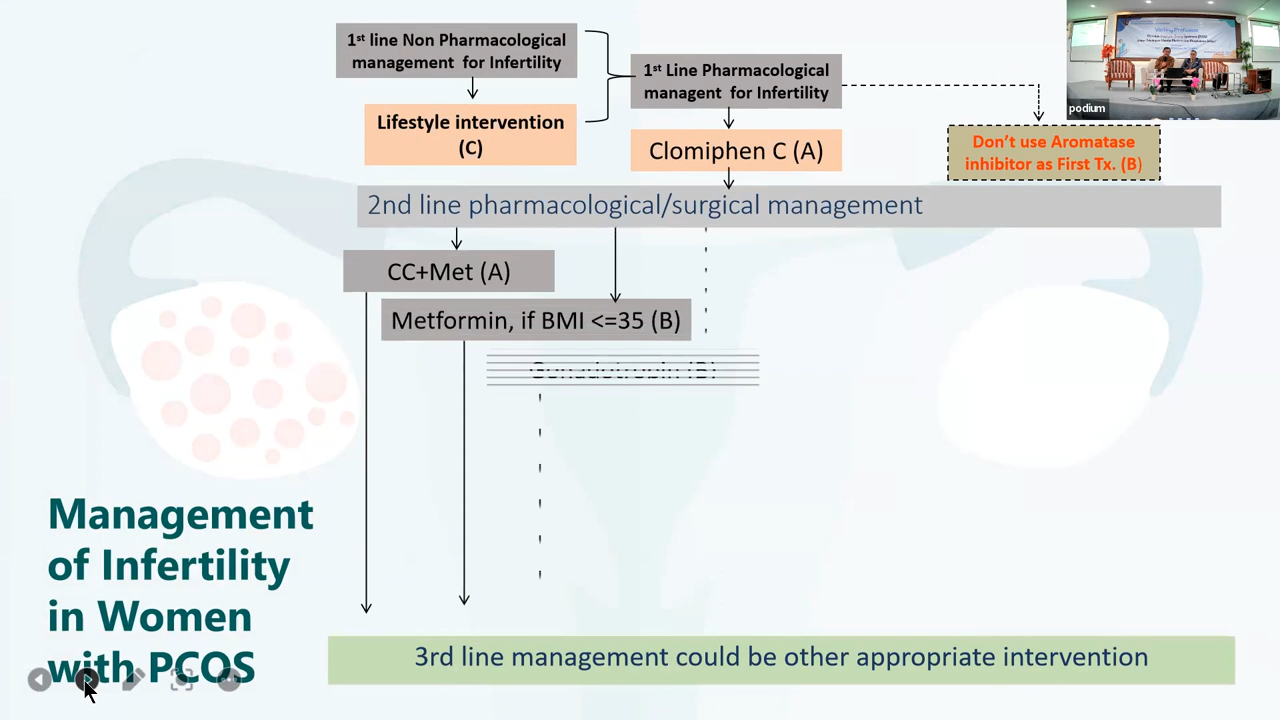 1st line Non Pharmacological
management for Infertility
Lifestyle intervention
(C)
1st Line Pharmacological
managent for Infertility
Clomiphen C (A)
Don't use Aromatase
inhibitor as First Tx. (B)
podium
2nd line pharmacological/surgical management
CC+Met (A)
Metformin, if BMI <=35 (B)
Gonadotropin (B)
Management
of Infertility
in Women
with PCOS
3rd line management could be other appropriate intervention